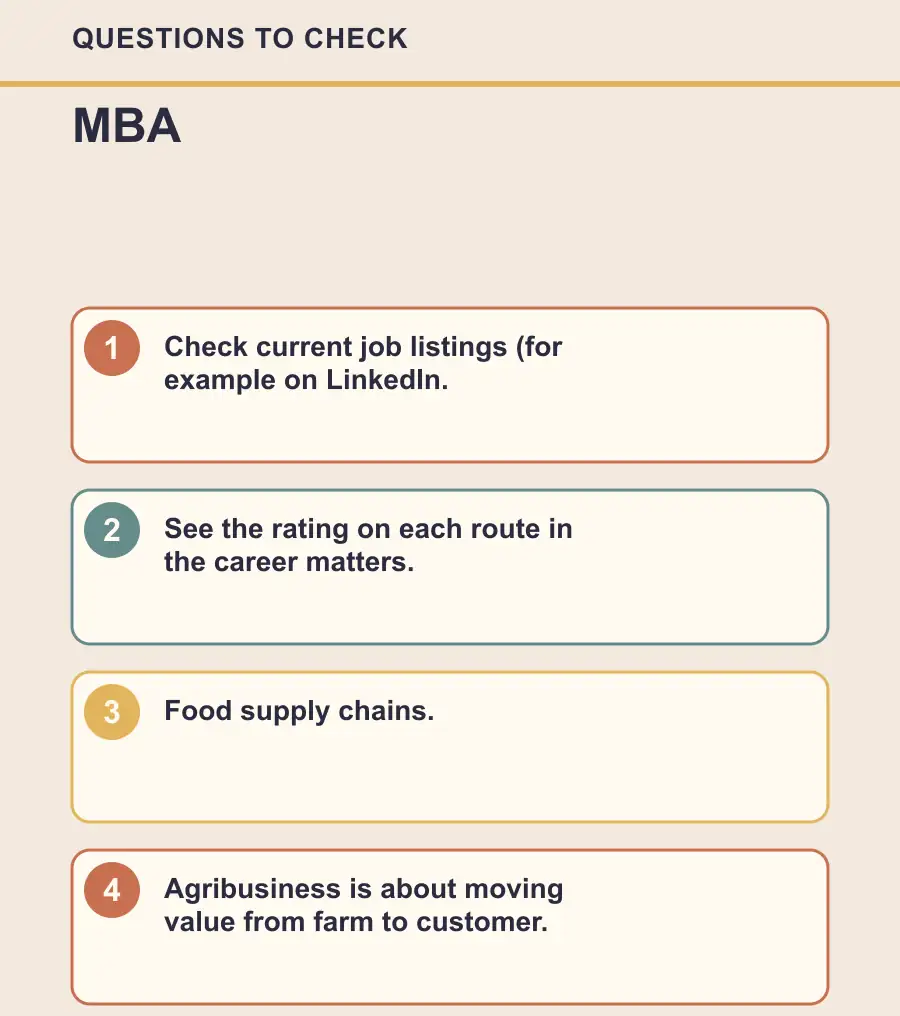 QUESTIONS TO CHECK
MBA
1
Check current job listings (for
example on LinkedIn.
2
See the rating on each route in
the career matters.
3
Food supply chains.
4
Agribusiness is about moving
value from farm to customer.